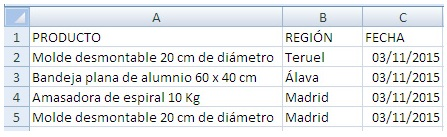 A B C
1 PRODUCTO REGIÓN FECHA
2 Molde desmontable 20 cm de diámetro Teruel 03/11/2015
3 Bandeja plana de alumnio 60 x 40 cm Álava 03/11/2015
4 Amasadora de espiral 10 Kg Madrid 03/11/2015
5 Molde desmontable 20 cm de diámetro Madrid 03/11/2015